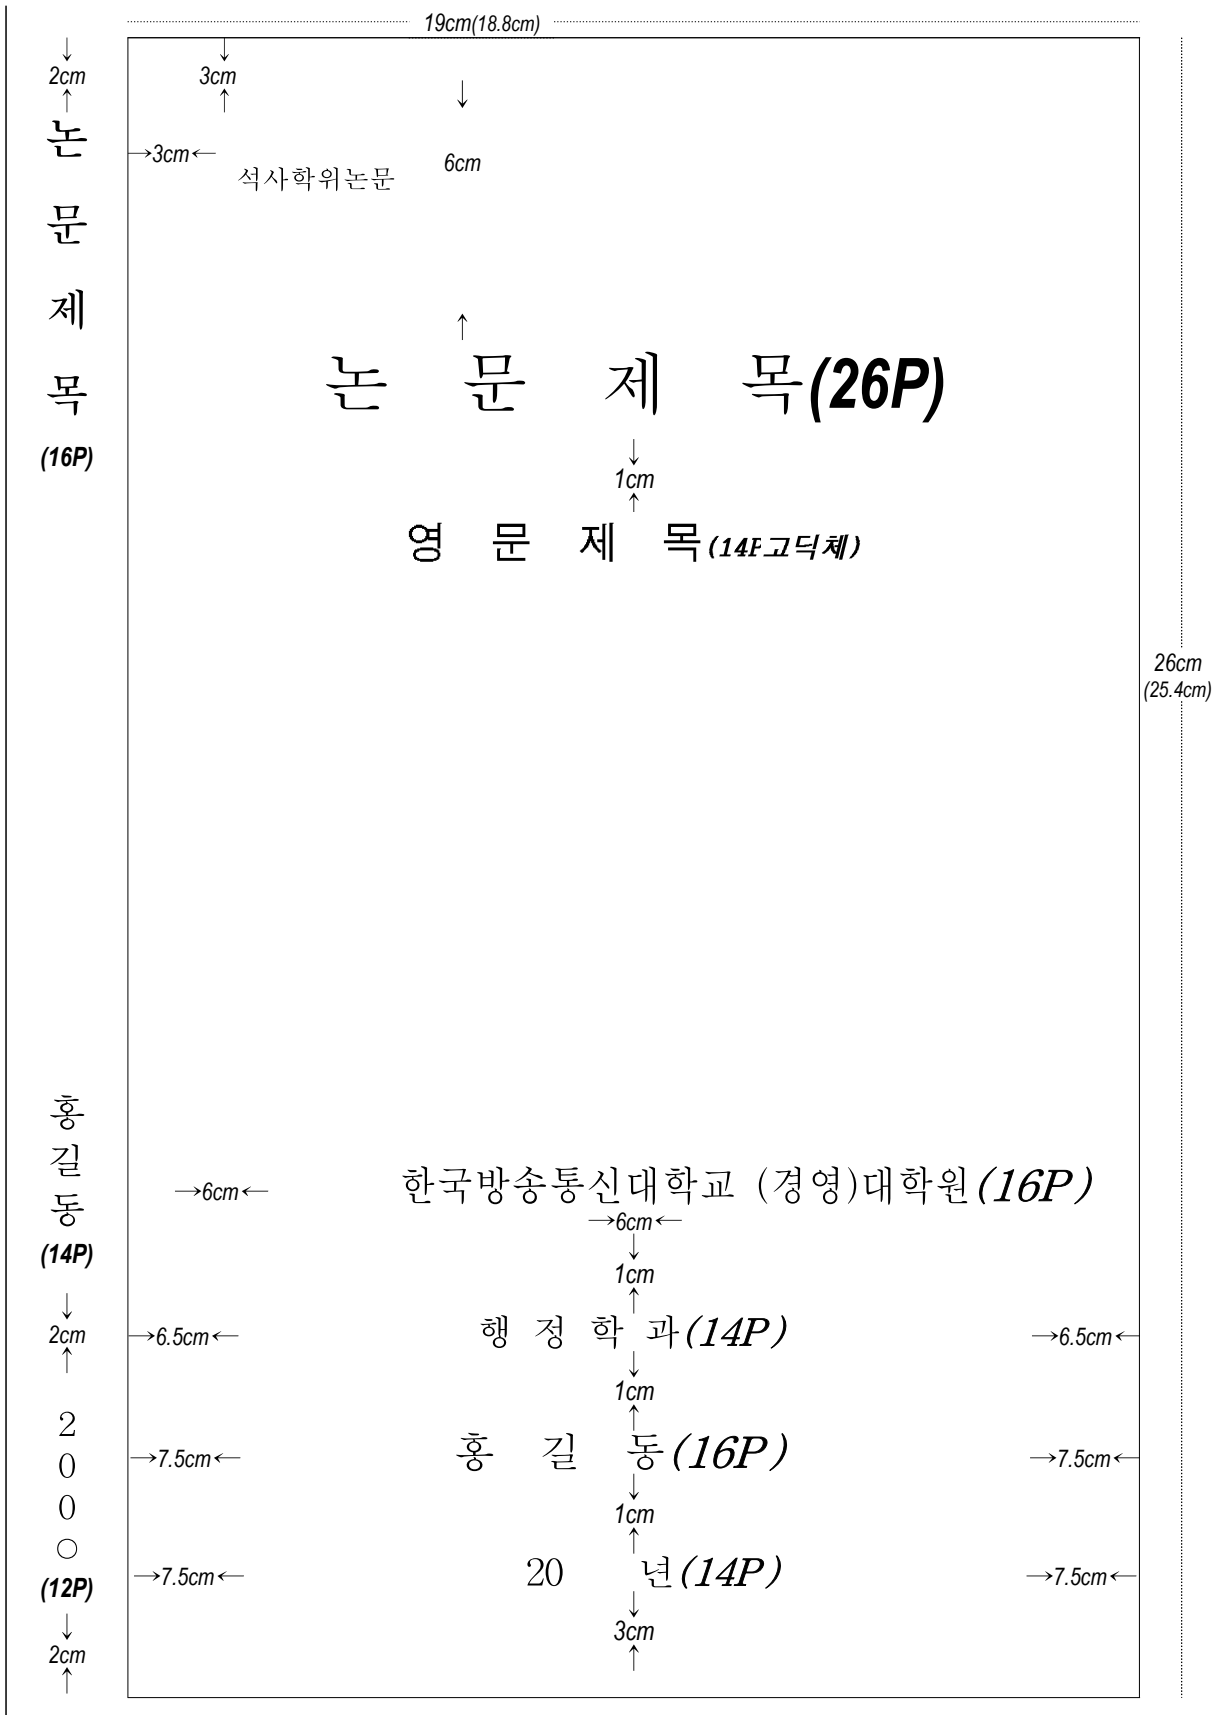 19cm(18.8cm)
2cm
논
문
제
목
(16P)
홍
길
동
(14P)
2cm
2
0
0
○
(12P)
2cm
3cm
→3cm←
석사학위논문
6cm
논 문 제 목(26P)
1cm
영 문 제 목(14P고딕체)
26cm
(25.4cm)
→6cm← 한국방송통신대학교 (경영)대학원(16P)
→6cm←
1cm
→6.5cm← 행 정 학 과(14P) →6.5cm←
1cm
→7.5cm← 홍 길 동(16P) →7.5cm←
1cm
→7.5cm← 20 년(14P) →7.5cm←
3cm